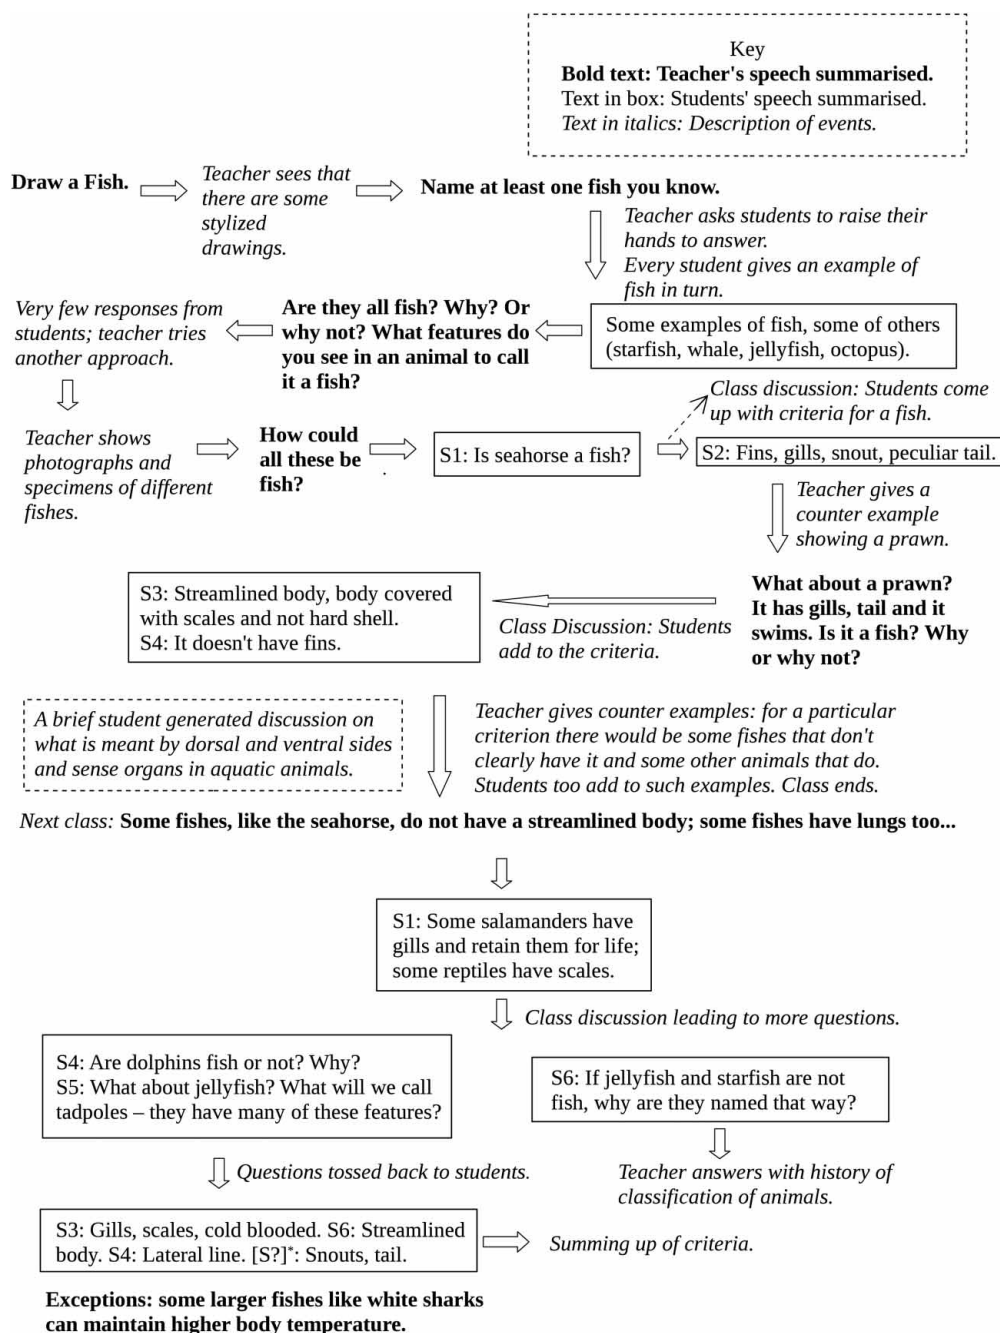 Key
Bold text: Teacher's speech summarised.
Text in box: Students' speech summarised.
Text in italics: Description of events.
Draw a Fish.
Teacher sees that
there are some
stylized
drawings.
Name at least one fish you know.
Teacher asks students to raise their
hands to answer.
Every student gives an example of
fish in turn.
Some examples of fish, some of others
(starfish, whale, jellyfish, octopus).
Are they all fish? Why? Or
why not? What features do
you see in an animal to call
it a fish?
Very few responses from
students; teacher tries
another approach.
Teacher shows
photographs and
specimens of different
fishes.
How could
all these be
fish?
S1: Is seahorse a fish?
Class discussion: Students come
up with criteria for a fish.
S2: Fins, gills, snout, peculiar tail.
Teacher gives a
counter example
showing a prawn.
What about a prawn?
It has gills, tail and it
swims. Is it a fish? Why
or why not?
Class Discussion: Students
add to the criteria.
S3: Streamlined body, body covered
with scales and not hard shell.
S4: It doesn't have fins.
A brief student generated discussion on
what is meant by dorsal and ventral sides
and sense organs in aquatic animals.
Teacher gives counter examples: for a particular
criterion there would be some fishes that don't
clearly have it and some other animals that do.
Students too add to such examples. Class ends.
Next class: Some fishes, like the seahorse, do not have a streamlined body; some fishes have lungs too...
S1: Some salamanders have
gills and retain them for life;
some reptiles have scales.
Class discussion leading to more questions.
S4: Are dolphins fish or not? Why?
S5: What about jellyfish? What will we call
tadpoles – they have many of these features?
S6: If jellyfish and starfish are not
fish, why are they named that way?
Questions tossed back to students.
Teacher answers with history of
classification of animals.
S3: Gills, scales, cold blooded. S6: Streamlined
body. S4: Lateral line. [S?]*: Snouts, tail.
Summing up of criteria.
Exceptions: some larger fishes like white sharks
can maintain higher body temperature.